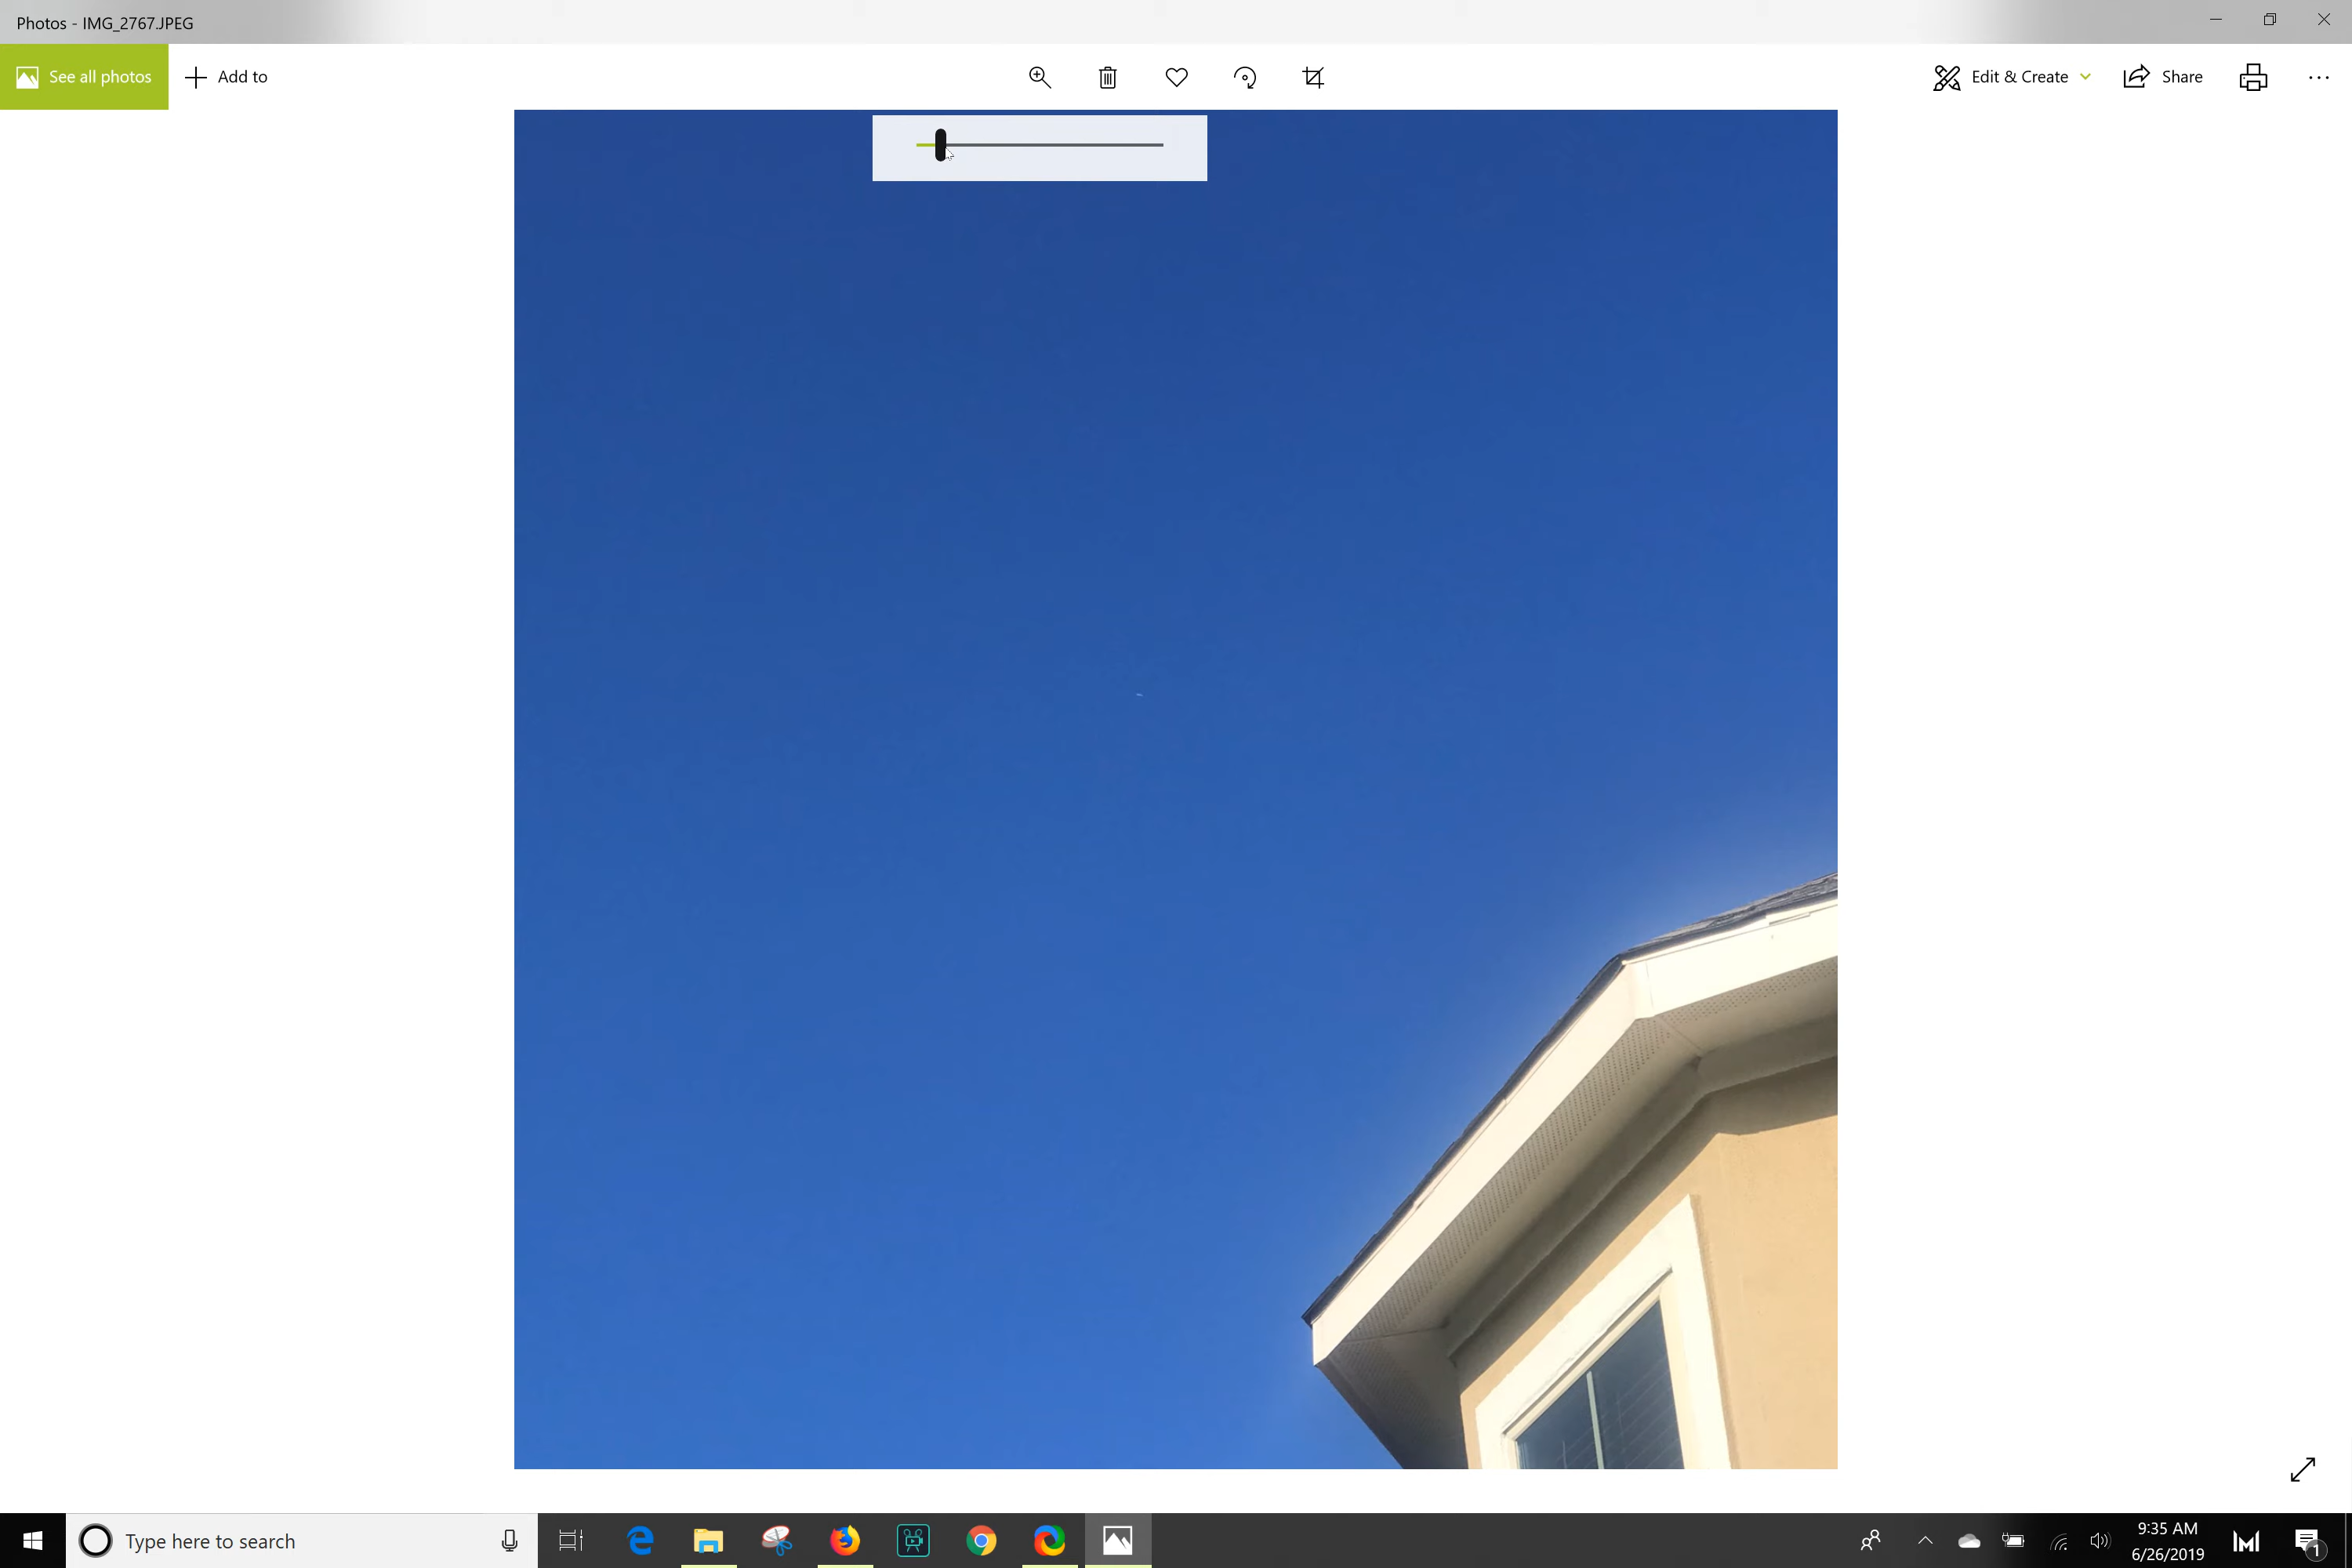 Photos - IMG_2767.JPEG
See all photos
Add to
Edit & Create
Share
Type here to search
9:35 AM
6/26/2019
1